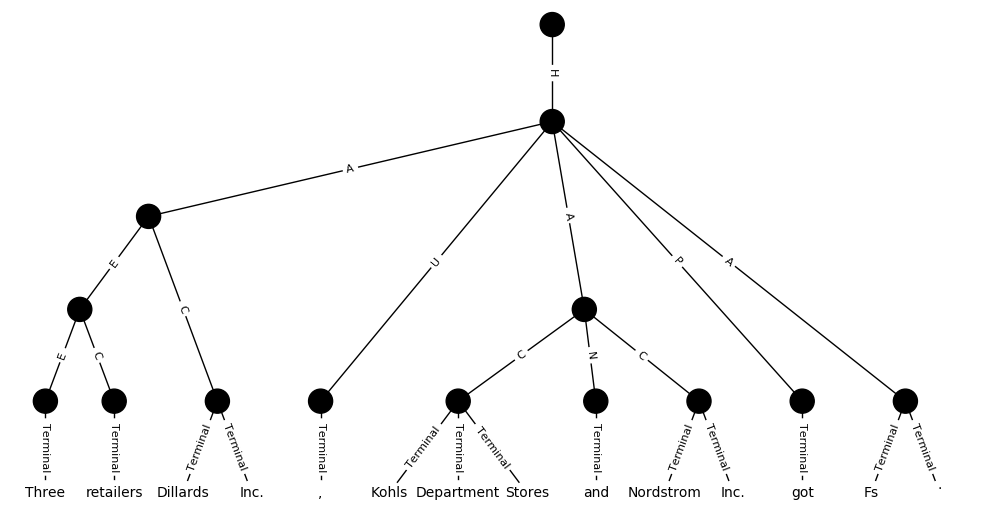 H
A
A
U
P
A
E
C
E
C
C
N
C
Terminal Terminal Terminal Terminal Terminal Terminal Terminal Terminal Terminal Terminal Terminal Terminal Terminal Terminal
Three retailers Dillards Inc. , Kohls Department Stores and Nordstrom Inc. got Fs .